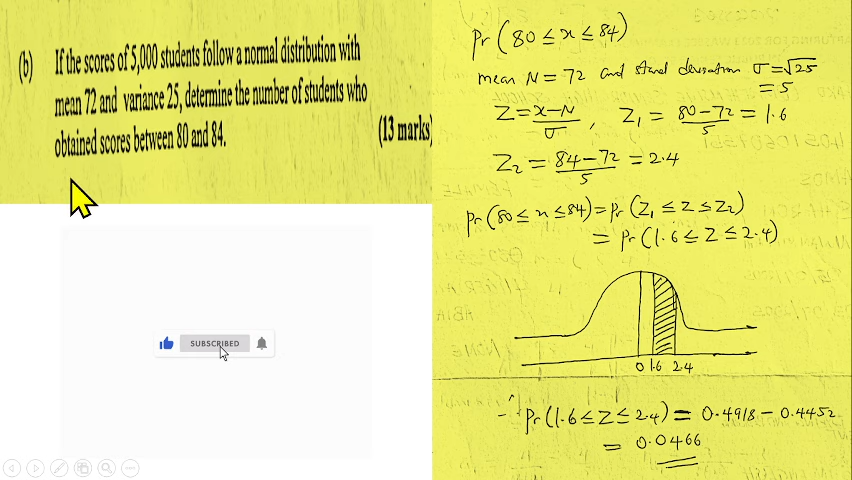 (b) If the scores of 5,000 students follow a normal distribution with
mean 72 and variance 25, determine the number of students who
obtained scores between 80 and 84.
(13 marks)
SUBSCRIBED
Pr(80 ≤ x ≤ 84)
mean N = 72 and stand deviation σ = √25
= 5
Z = x-N/σ , Z₁ = 80-72/5 = 1.6
Z₂ = 84-72/5 = 2.4
Pr(80 ≤ x ≤ 84) = Pr(Z₁ ≤ Z ≤ Z₂)
= Pr(1.6 ≤ Z ≤ 2.4)
0 1.6 2.4
Pr(1.6 ≤ Z ≤ 2.4) = 0.4918 - 0.4452
= 0.0466